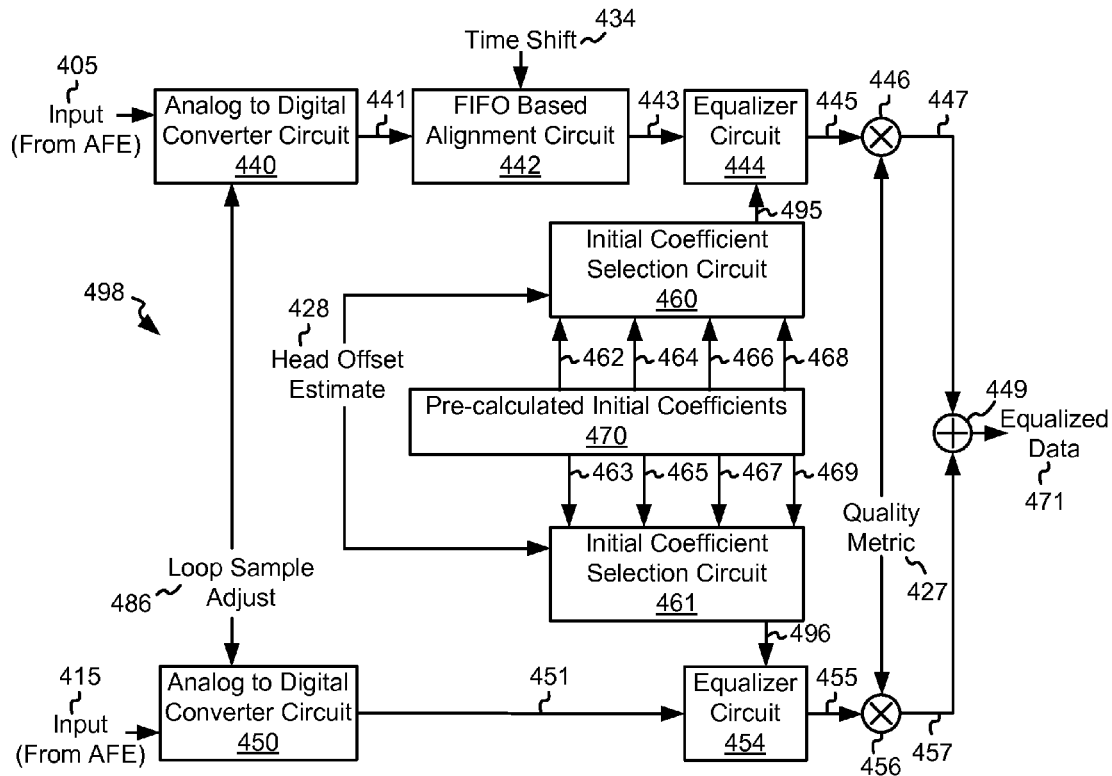 434
Time Shift
405
Input
(From AFE)
Analog to Digital
Converter Circuit
440
441
FIFO Based
Alignment Circuit
442
443
Equalizer
Circuit
444
445
446
447
495
Initial Coefficient
Selection Circuit
460
498
428
Head Offset
Estimate
462
464
466
468
Pre-calculated Initial Coefficients
470
449
Equalized
Data
471
463
465
467
469
Quality
Metric
427
Initial Coefficient
Selection Circuit
461
Loop Sample
Adjust
486
496
415
Input
(From AFE)
Analog to Digital
Converter Circuit
450
451
Equalizer
Circuit
454
455
456
457